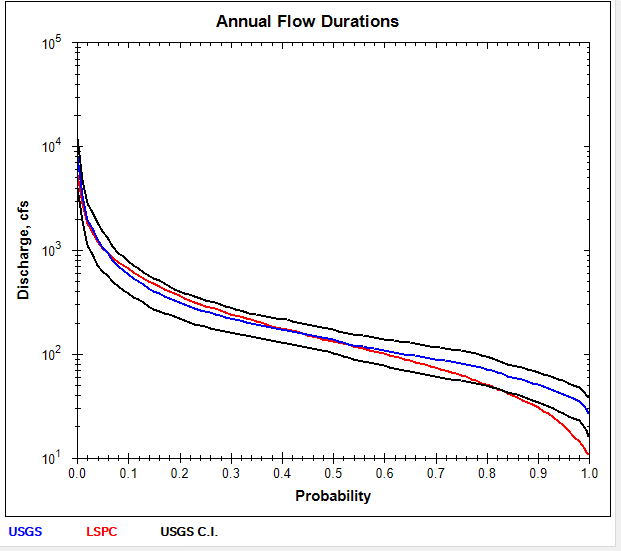 Annual Flow Durations
10^5
10^4
10^3
10^2
10^1
Discharge, cfs
0.0 0.1 0.2 0.3 0.4 0.5 0.6 0.7 0.8 0.9 1.0
Probability
USGS LSPC USGS C.I.